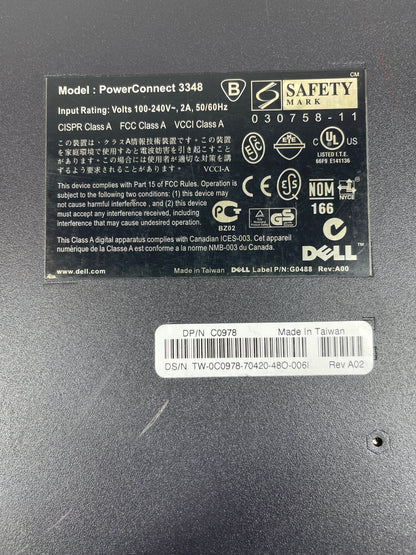 Model : PowerConnect 3348
Input Rating: Volts 100-240V~, 2A, 50/60Hz
CISPR Class A FCC Class A VCCI Class A
B
SAFETY
MARK
CM
030758-11
この装置は、クラスA情報技術装置です。この装置
を家庭環境で使用すると電波妨害を引き起こすことが
あります。この場合には使用者が適切な対策を講ず
るよう要求されることがあります。 VCCI-A
C UL US
LISTED I.T.E.
66F9 E141136
This device complies with Part 15 of FCC Rules. Operation is
subject to the following two conditions: (1) this device may
not cause harmful interference, and (2) this device must
accept any interference received, including
interference that may cause undesired operation.
CE
NOM
NYCE
166
BZ02
GS
This Class A digital apparatus complies with Canadian ICES-003. Cet appareil
numérique de la Classe A est conforme a la norme NMB-003 du Canada.
DELL
www.dell.com Made in Taiwan DELL Label P/N:G0488 Rev:A00
DP/N C0978 Made In Taiwan
DS/N TW-0C0978-70420-48O-006I Rev A02